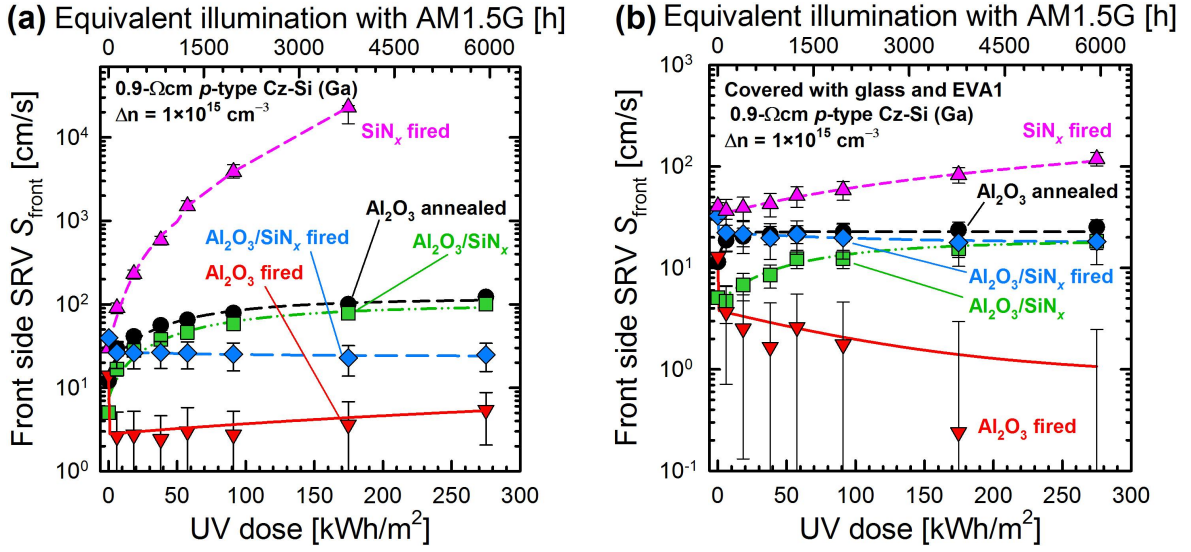 (a) Equivalent illumination with AM1.5G [h]
0 1500 3000 4500 6000
0.9-Ωcm p-type Cz-Si (Ga)
Δn = 1×10¹⁵ cm⁻³
SiNₓ fired
Al₂O₃ annealed
Al₂O₃/SiNₓ fired
Al₂O₃/SiNₓ
Al₂O₃ fired
Front side SRV S_front [cm/s]
10⁴
10³
10²
10¹
10⁰
0 50 100 150 200 250 300
UV dose [kWh/m²]
(b) Equivalent illumination with AM1.5G [h]
0 1500 3000 4500 6000
Covered with glass and EVA1
0.9-Ωcm p-type Cz-Si (Ga)
Δn = 1×10¹⁵ cm⁻³
SiNₓ fired
Al₂O₃ annealed
Al₂O₃/SiNₓ fired
Al₂O₃/SiNₓ
Al₂O₃ fired
Front side SRV S_front [cm/s]
10³
10²
10¹
10⁰
10⁻¹
0 50 100 150 200 250 300
UV dose [kWh/m²]